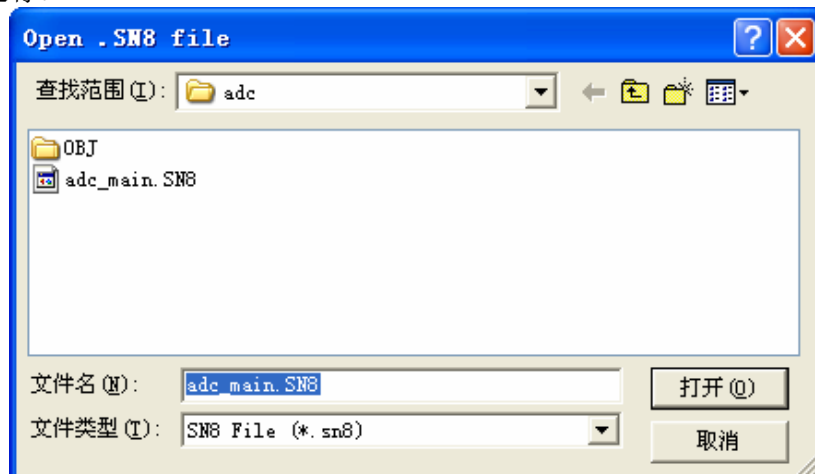 Open .SN8 file
查找范围(I): adc
OBJ
adc_main.SN8
文件名(N): adc_main.SN8 打开(O)
文件类型(T): SN8 File (*.sn8) 取消